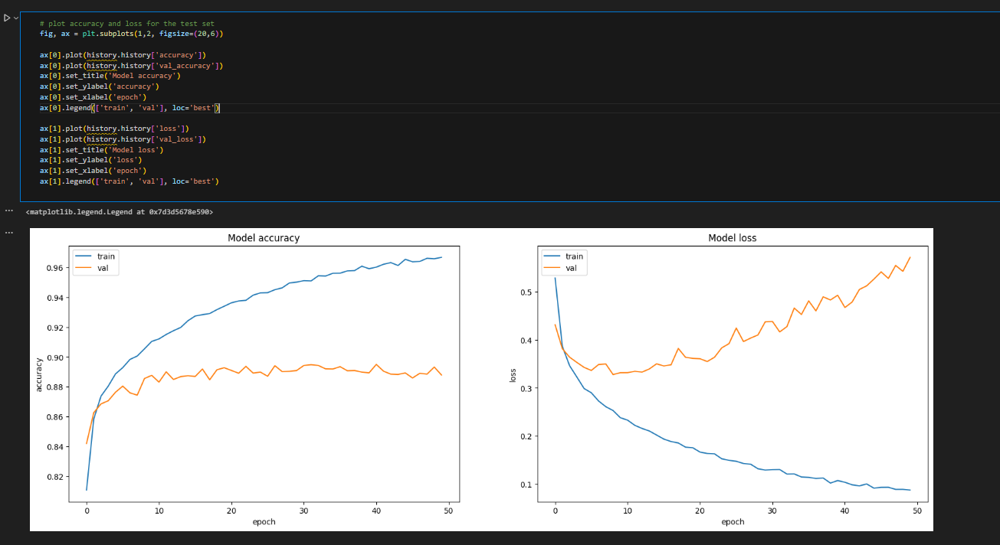 # plot accuracy and loss for the test set
fig, ax = plt.subplots(1,2, figsize=(20,6))
ax[0].plot(history.history['accuracy'])
ax[0].plot(history.history['val_accuracy'])
ax[0].set_title('Model accuracy')
ax[0].set_ylabel('accuracy')
ax[0].set_xlabel('epoch')
ax[0].legend(['train', 'val'], loc='best')
ax[1].plot(history.history['loss'])
ax[1].plot(history.history['val_loss'])
ax[1].set_title('Model loss')
ax[1].set_ylabel('loss')
ax[1].set_xlabel('epoch')
ax[1].legend(['train', 'val'], loc='best')
...
<matplotlib.legend.Legend at 0x7d3d5678e590>
...
Model accuracy
train
val
0.96
0.94
0.92
0.90
0.88
0.86
0.84
0.82
accuracy
0 10 20 30 40 50
epoch
Model loss
train
val
0.5
0.4
0.3
0.2
0.1
loss
0 10 20 30 40 50
epoch